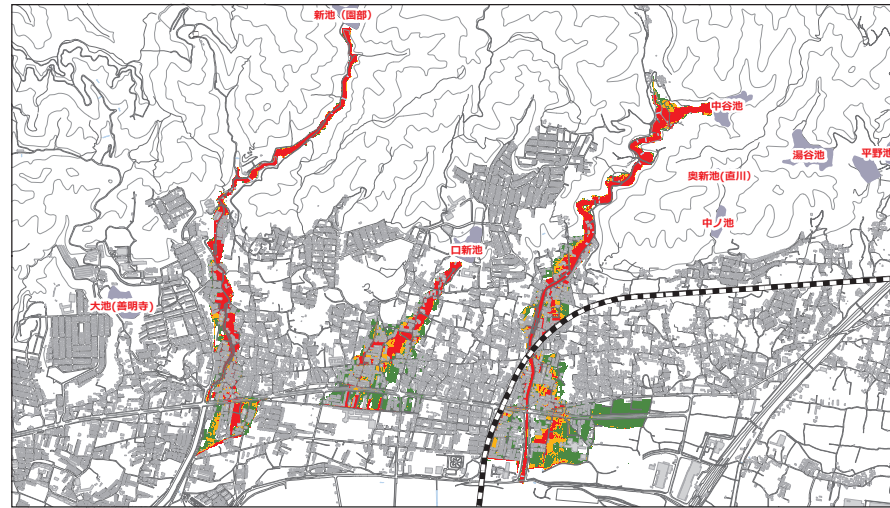 新池（園部）
中谷池
湯谷池
平野池
奥新池(直川)
中ノ池
口新池
大池(善明寺)